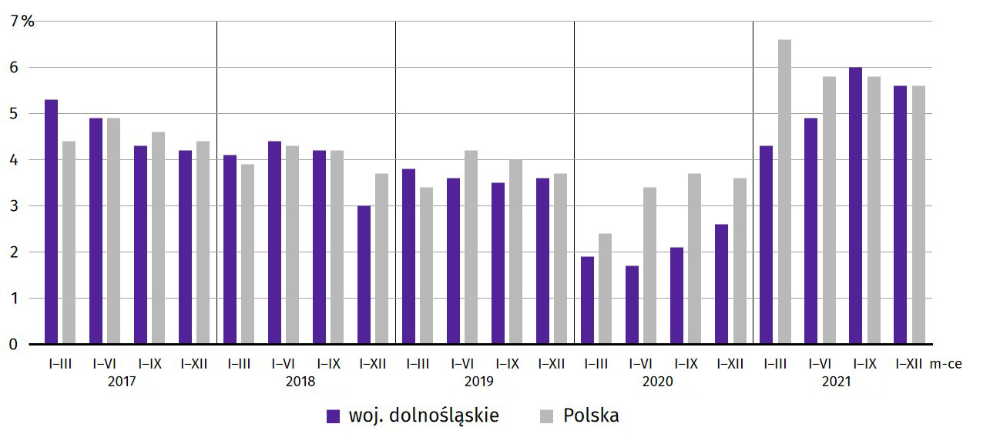 7 %
6
5
4
3
2
1
0
I–III I–VI I–IX I–XII I–III I–VI I–IX I–XII I–III I–VI I–IX I–XII I–III I–VI I–IX I–XII I–III I–VI I–IX I–XII m-ce
2017 2018 2019 2020 2021
woj. dolnośląskie Polska